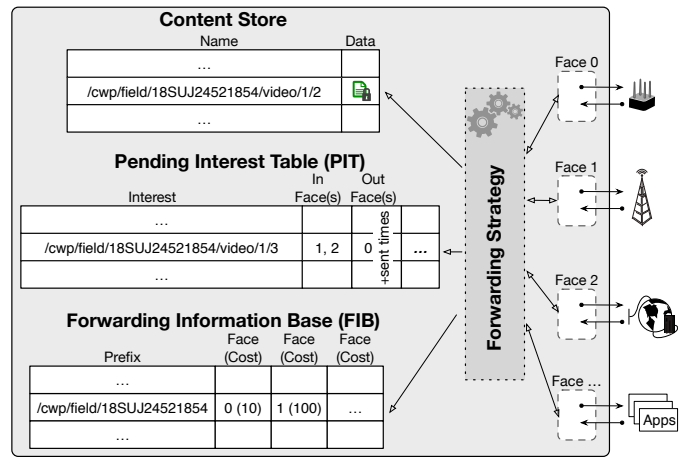 Content Store
Name Data
…
/cwp/field/18SUJ24521854/video/1/2
…
Pending Interest Table (PIT)
Interest In Face(s) Out Face(s)
…
/cwp/field/18SUJ24521854/video/1/3 1, 2 0 +sent times ...
…
Forwarding Information Base (FIB)
Prefix Face (Cost) Face (Cost) Face (Cost)
…
/cwp/field/18SUJ24521854 0 (10) 1 (100) …
…
Forwarding Strategy
Face 0
Face 1
Face 2
Face …
Apps